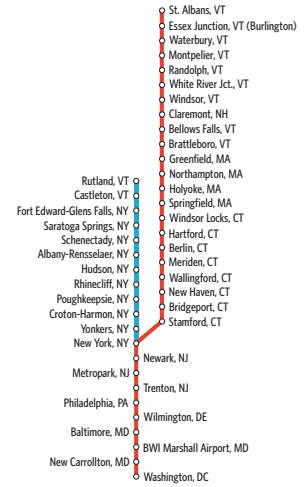 St. Albans, VT
Essex Junction, VT (Burlington)
Waterbury, VT
Montpelier, VT
Randolph, VT
White River Jct., VT
Windsor, VT
Claremont, NH
Bellows Falls, VT
Brattleboro, VT
Greenfield, MA
Northampton, MA
Holyoke, MA
Springfield, MA
Windsor Locks, CT
Hartford, CT
Berlin, CT
Meriden, CT
Wallingford, CT
New Haven, CT
Bridgeport, CT
Stamford, CT
Rutland, VT
Castleton, VT
Fort Edward-Glens Falls, NY
Saratoga Springs, NY
Schenectady, NY
Albany-Rensselaer, NY
Hudson, NY
Rhinecliff, NY
Poughkeepsie, NY
Croton-Harmon, NY
Yonkers, NY
New York, NY
Newark, NJ
Metropark, NJ
Trenton, NJ
Philadelphia, PA
Wilmington, DE
Baltimore, MD
BWI Marshall Airport, MD
New Carrollton, MD
Washington, DC